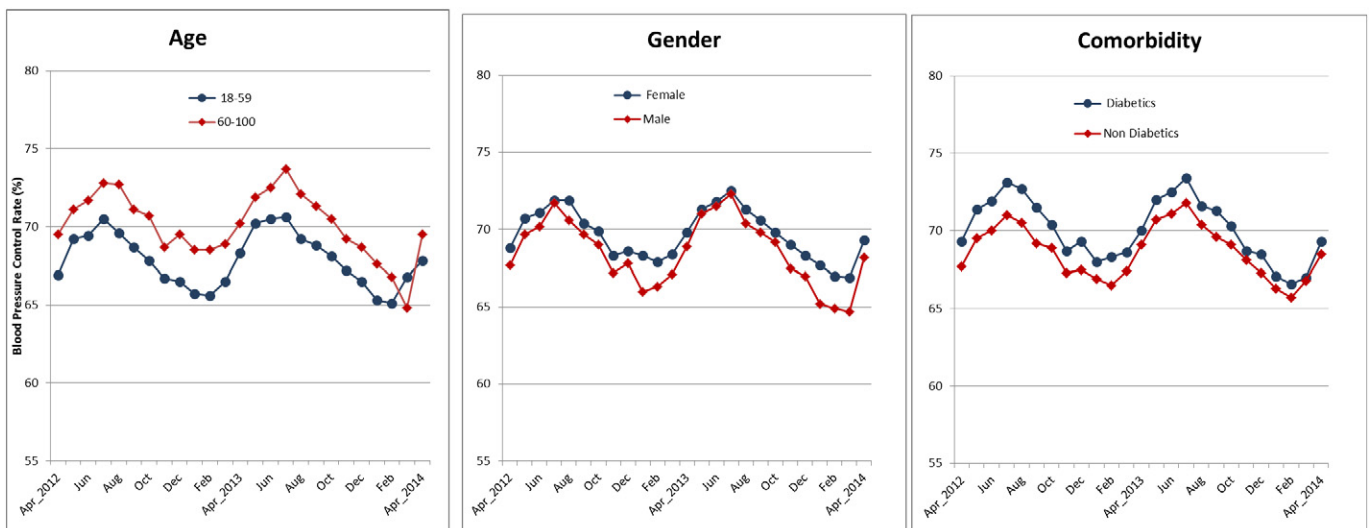 Age
Blood Pressure Control Rate (%)
80
75
70
65
60
55
18-59
60-100
Apr_2012
Jun
Aug
Oct
Dec
Feb
Apr_2013
Jun
Aug
Oct
Dec
Feb
Apr_2014
Gender
80
75
70
65
60
55
Female
Male
Apr_2012
Jun
Aug
Oct
Dec
Feb
Apr_2013
Jun
Aug
Oct
Dec
Feb
Apr_2014
Comorbidity
80
75
70
65
60
55
Diabetics
Non Diabetics
Apr_2012
Jun
Aug
Oct
Dec
Feb
Apr_2013
Jun
Aug
Oct
Dec
Feb
Apr_2014